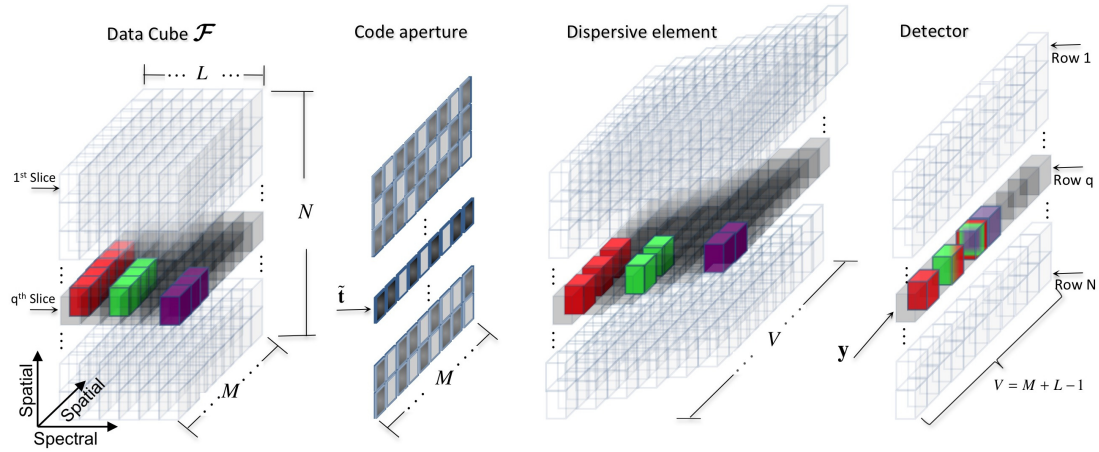 Data Cube 𝓕
Code aperture
Dispersive element
Detector
··· L ···
Row 1
1st Slice
N
Row q
qth Slice
t̃
Row N
y
V
M
M
V = M + L − 1
Spatial
Spatial
Spectral